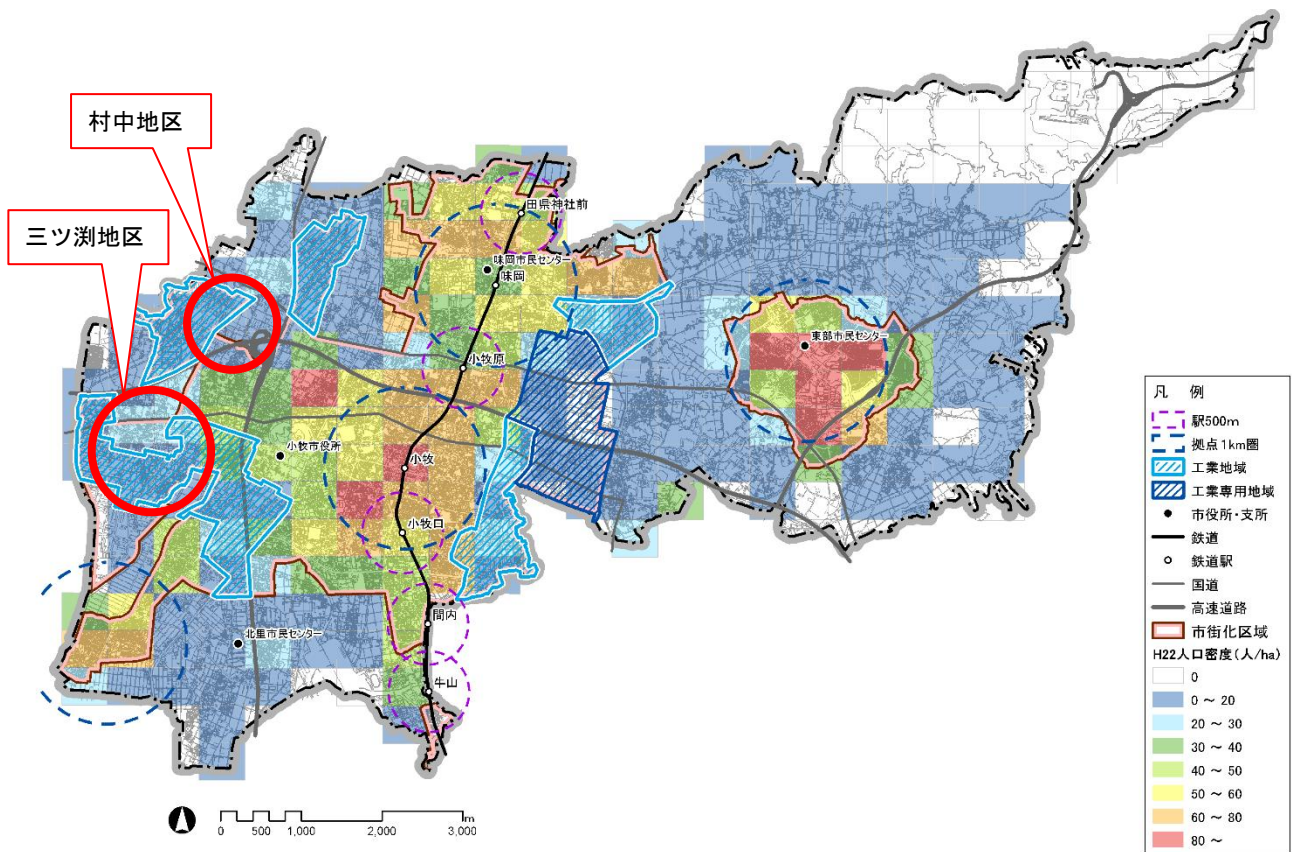 村中地区
三ツ渕地区
田県神社前
味岡市民センター
味岡
小牧原
東部市民センター
小牧市役所
小牧
小牧口
間内
北里市民センター
牛山
凡 例
駅500m
拠点1km圏
工業地域
工業専用地域
市役所・支所
鉄道
鉄道駅
国道
高速道路
市街化区域
H22人口密度(人/ha)
0
0 ～ 20
20 ～ 30
30 ～ 40
40 ～ 50
50 ～ 60
60 ～ 80
80 ～
0 500 1,000 2,000 3,000 m